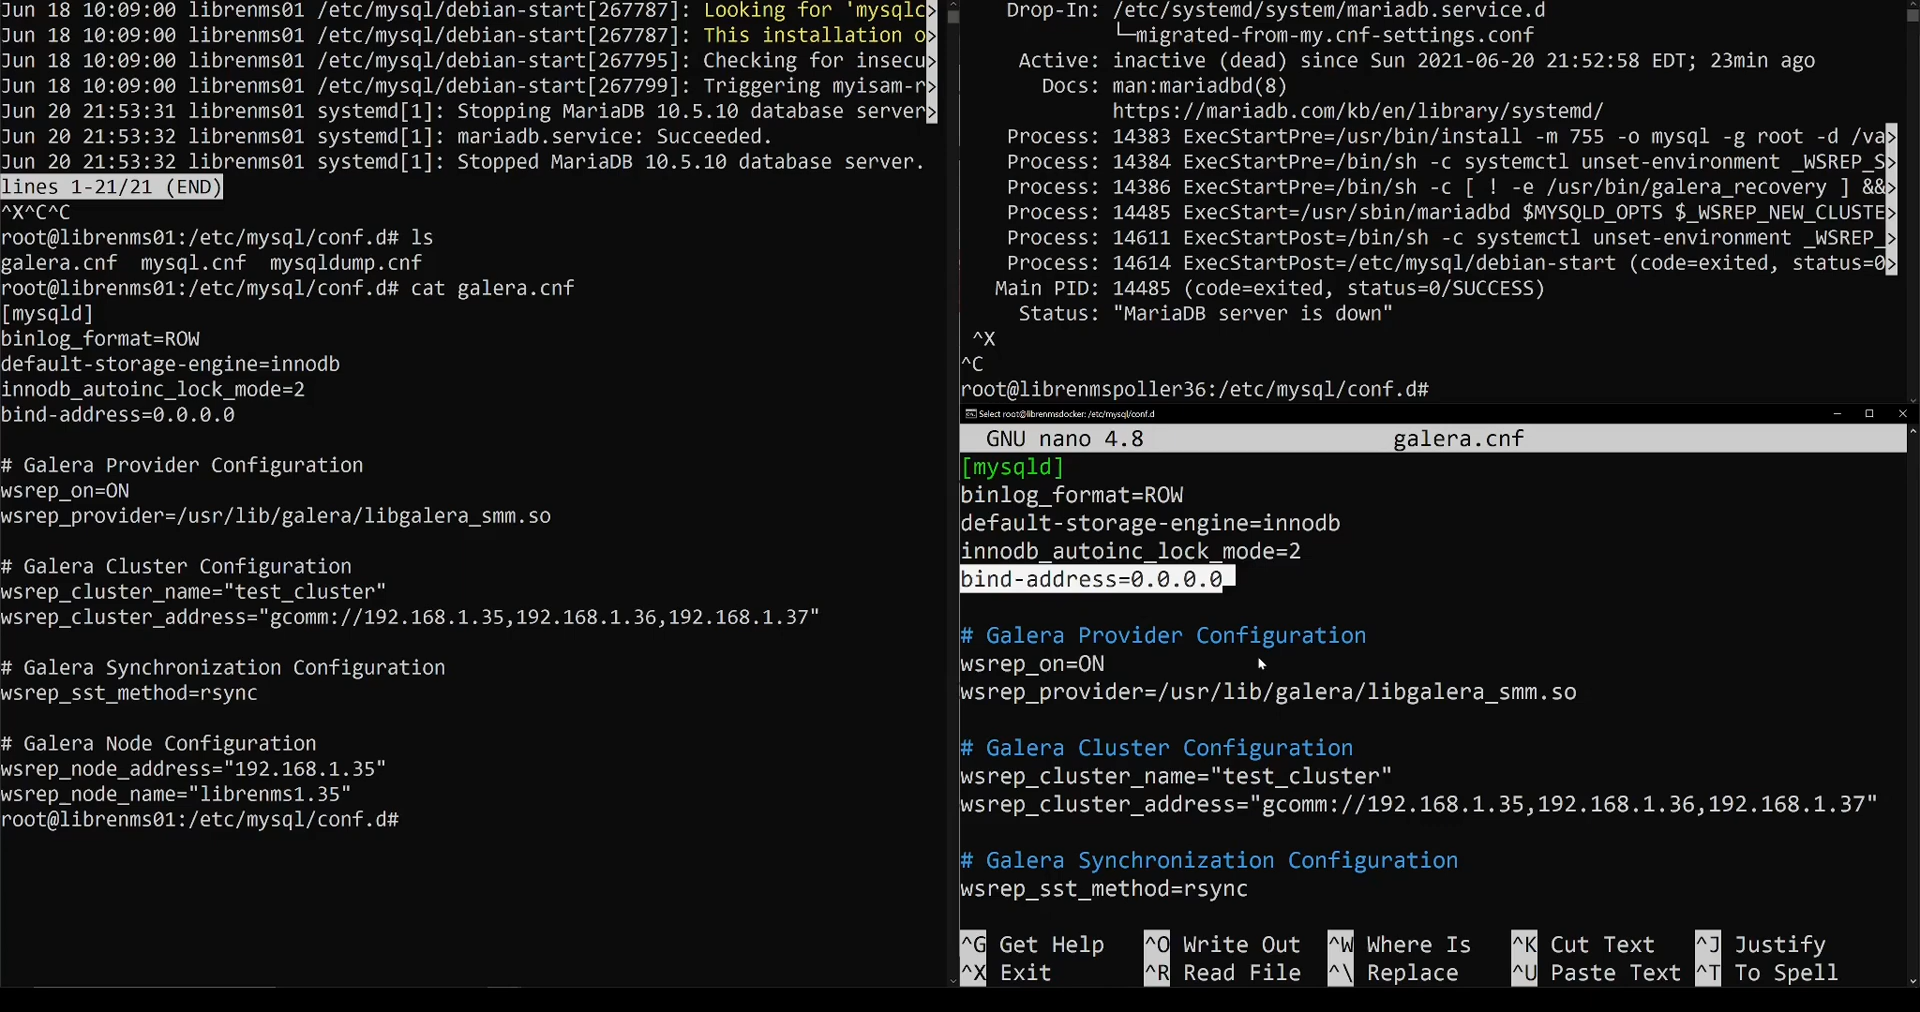 Jun 18 10:09:00 librenms01 /etc/mysql/debian-start[267787]: Looking for 'mysqlc>
Jun 18 10:09:00 librenms01 /etc/mysql/debian-start[267787]: This installation o>
Jun 18 10:09:00 librenms01 /etc/mysql/debian-start[267795]: Checking for insecu>
Jun 18 10:09:00 librenms01 /etc/mysql/debian-start[267799]: Triggering myisam-r>
Jun 20 21:53:31 librenms01 systemd[1]: Stopping MariaDB 10.5.10 database server>
Jun 20 21:53:32 librenms01 systemd[1]: mariadb.service: Succeeded.
Jun 20 21:53:32 librenms01 systemd[1]: Stopped MariaDB 10.5.10 database server.
lines 1-21/21 (END)
^X^C^C
root@librenms01:/etc/mysql/conf.d# ls
galera.cnf  mysql.cnf  mysqldump.cnf
root@librenms01:/etc/mysql/conf.d# cat galera.cnf
[mysqld]
binlog_format=ROW
default-storage-engine=innodb
innodb_autoinc_lock_mode=2
bind-address=0.0.0.0
# Galera Provider Configuration
wsrep_on=ON
wsrep_provider=/usr/lib/galera/libgalera_smm.so
# Galera Cluster Configuration
wsrep_cluster_name="test_cluster"
wsrep_cluster_address="gcomm://192.168.1.35,192.168.1.36,192.168.1.37"
# Galera Synchronization Configuration
wsrep_sst_method=rsync
# Galera Node Configuration
wsrep_node_address="192.168.1.35"
wsrep_node_name="librenms1.35"
root@librenms01:/etc/mysql/conf.d#
Drop-In: /etc/systemd/system/mariadb.service.d
└─migrated-from-my.cnf-settings.conf
Active: inactive (dead) since Sun 2021-06-20 21:52:58 EDT; 23min ago
Docs: man:mariadbd(8)
https://mariadb.com/kb/en/library/systemd/
Process: 14383 ExecStartPre=/usr/bin/install -m 755 -o mysql -g root -d /va>
Process: 14384 ExecStartPre=/bin/sh -c systemctl unset-environment _WSREP_S>
Process: 14386 ExecStartPre=/bin/sh -c [ ! -e /usr/bin/galera_recovery ] &&>
Process: 14485 ExecStart=/usr/sbin/mariadbd $MYSQLD_OPTS $_WSREP_NEW_CLUSTE>
Process: 14611 ExecStartPost=/bin/sh -c systemctl unset-environment _WSREP_>
Process: 14614 ExecStartPost=/etc/mysql/debian-start (code=exited, status=0>
Main PID: 14485 (code=exited, status=0/SUCCESS)
Status: "MariaDB server is down"
^X
^C
root@librenmspoller36:/etc/mysql/conf.d#
Select root@librenmsdocker: /etc/mysql/conf.d
GNU nano 4.8 galera.cnf
[mysqld]
binlog_format=ROW
default-storage-engine=innodb
innodb_autoinc_lock_mode=2
bind-address=0.0.0.0
# Galera Provider Configuration
wsrep_on=ON
wsrep_provider=/usr/lib/galera/libgalera_smm.so
# Galera Cluster Configuration
wsrep_cluster_name="test_cluster"
wsrep_cluster_address="gcomm://192.168.1.35,192.168.1.36,192.168.1.37"
# Galera Synchronization Configuration
wsrep_sst_method=rsync
^G Get Help ^O Write Out ^W Where Is ^K Cut Text ^J Justify
^X Exit ^R Read File ^\ Replace ^U Paste Text ^T To Spell